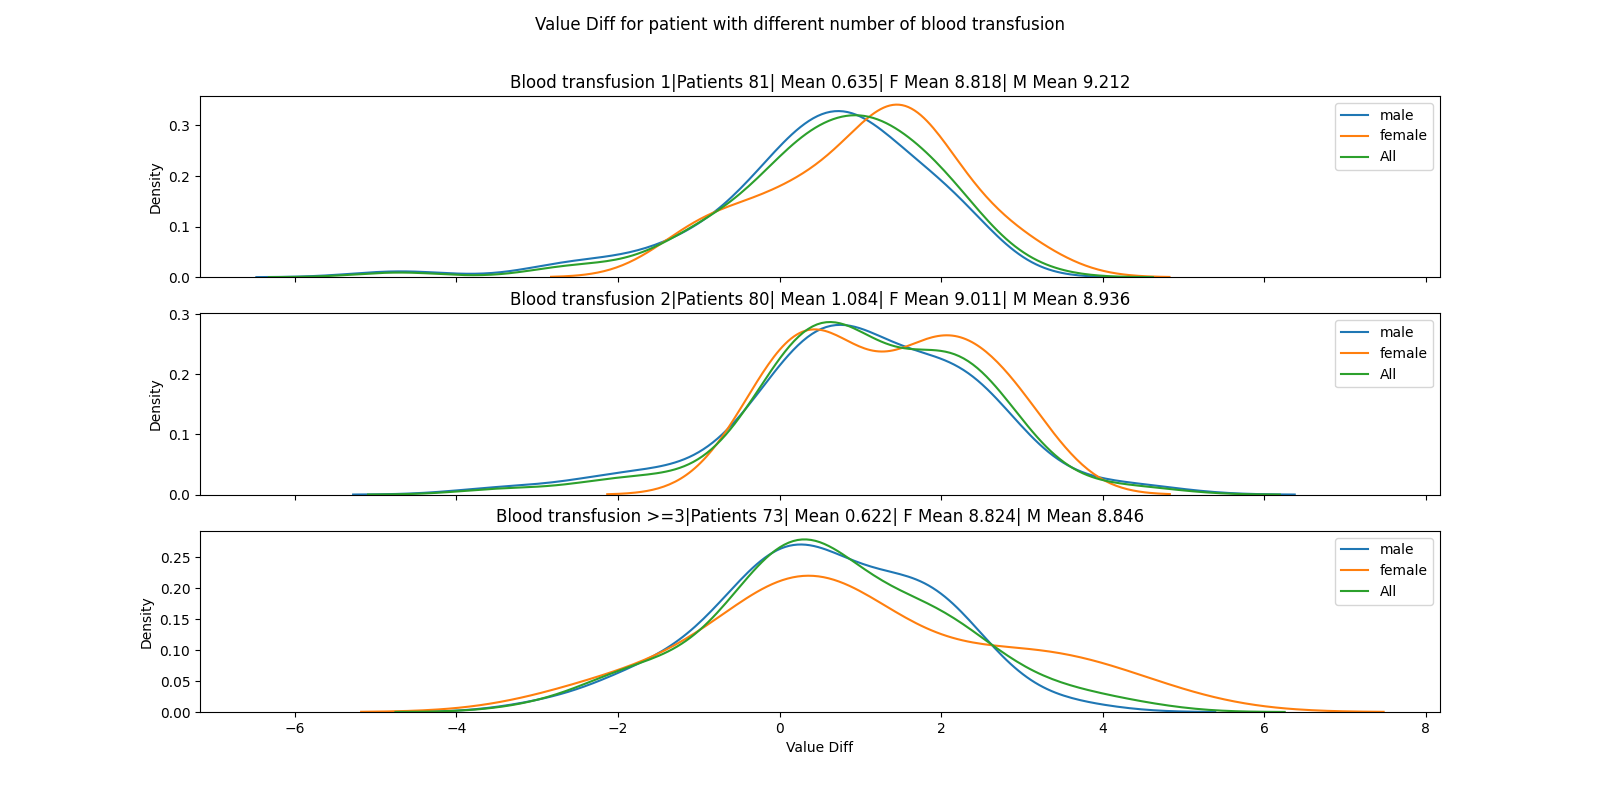 Value Diff for patient with different number of blood transfusion
Blood transfusion 1|Patients 81| Mean 0.635| F Mean 8.818| M Mean 9.212
0.3
0.2
0.1
0.0
Density
male
female
All
Blood transfusion 2|Patients 80| Mean 1.084| F Mean 9.011| M Mean 8.936
0.3
0.2
0.1
0.0
Density
male
female
All
Blood transfusion >=3|Patients 73| Mean 0.622| F Mean 8.824| M Mean 8.846
0.25
0.20
0.15
0.10
0.05
0.00
Density
male
female
All
−6 −4 −2 0 2 4 6 8
Value Diff